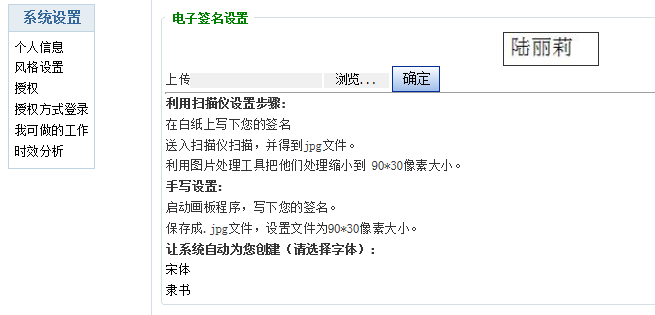 系统设置
个人信息
风格设置
授权
授权方式登录
我可做的工作
时效分析
电子签名设置
陆丽莉
上传 浏览... 确定
利用扫描仪设置步骤:
在白纸上写下您的签名
送入扫描仪扫描，并得到jpg文件。
利用图片处理工具把他们处理缩小到 90*30像素大小。
手写设置:
启动画板程序，写下您的签名。
保存成.jpg文件，设置文件为90*30像素大小。
让系统自动为您创建（请选择字体）:
宋体
隶书